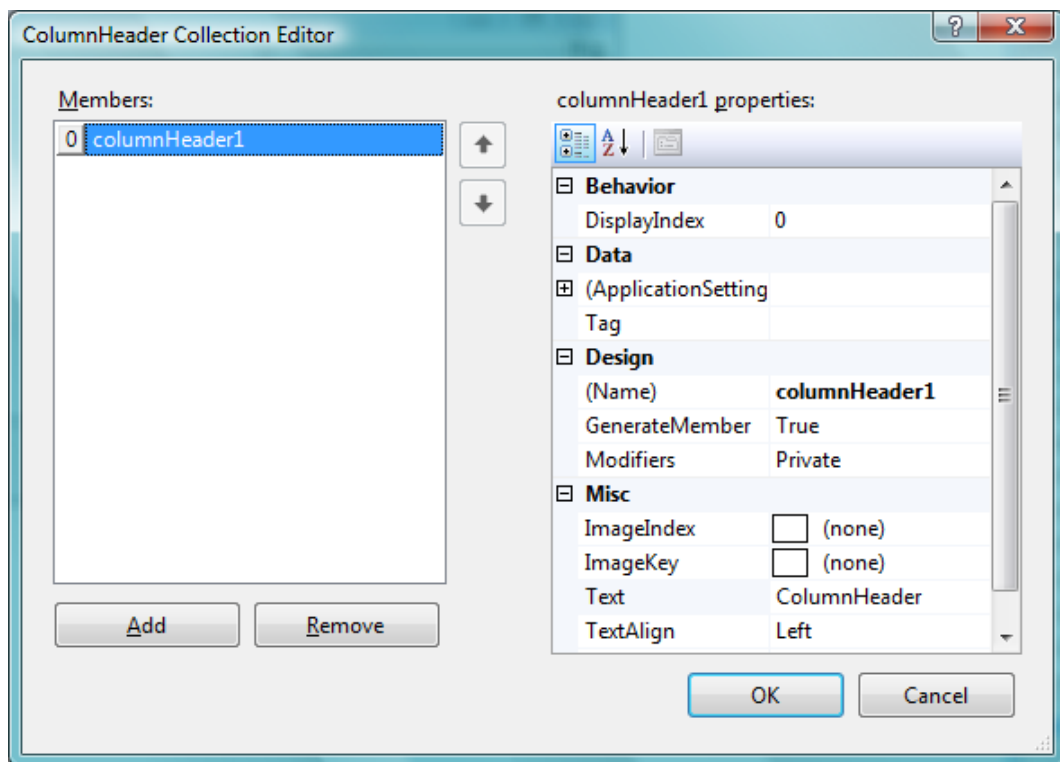 ColumnHeader Collection Editor
? X
Members:
0 columnHeader1
Add Remove
columnHeader1 properties:
A Z
Behavior
DisplayIndex 0
Data
(ApplicationSetting
Tag
Design
(Name) columnHeader1
GenerateMember True
Modifiers Private
Misc
ImageIndex (none)
ImageKey (none)
Text ColumnHeader
TextAlign Left
OK Cancel